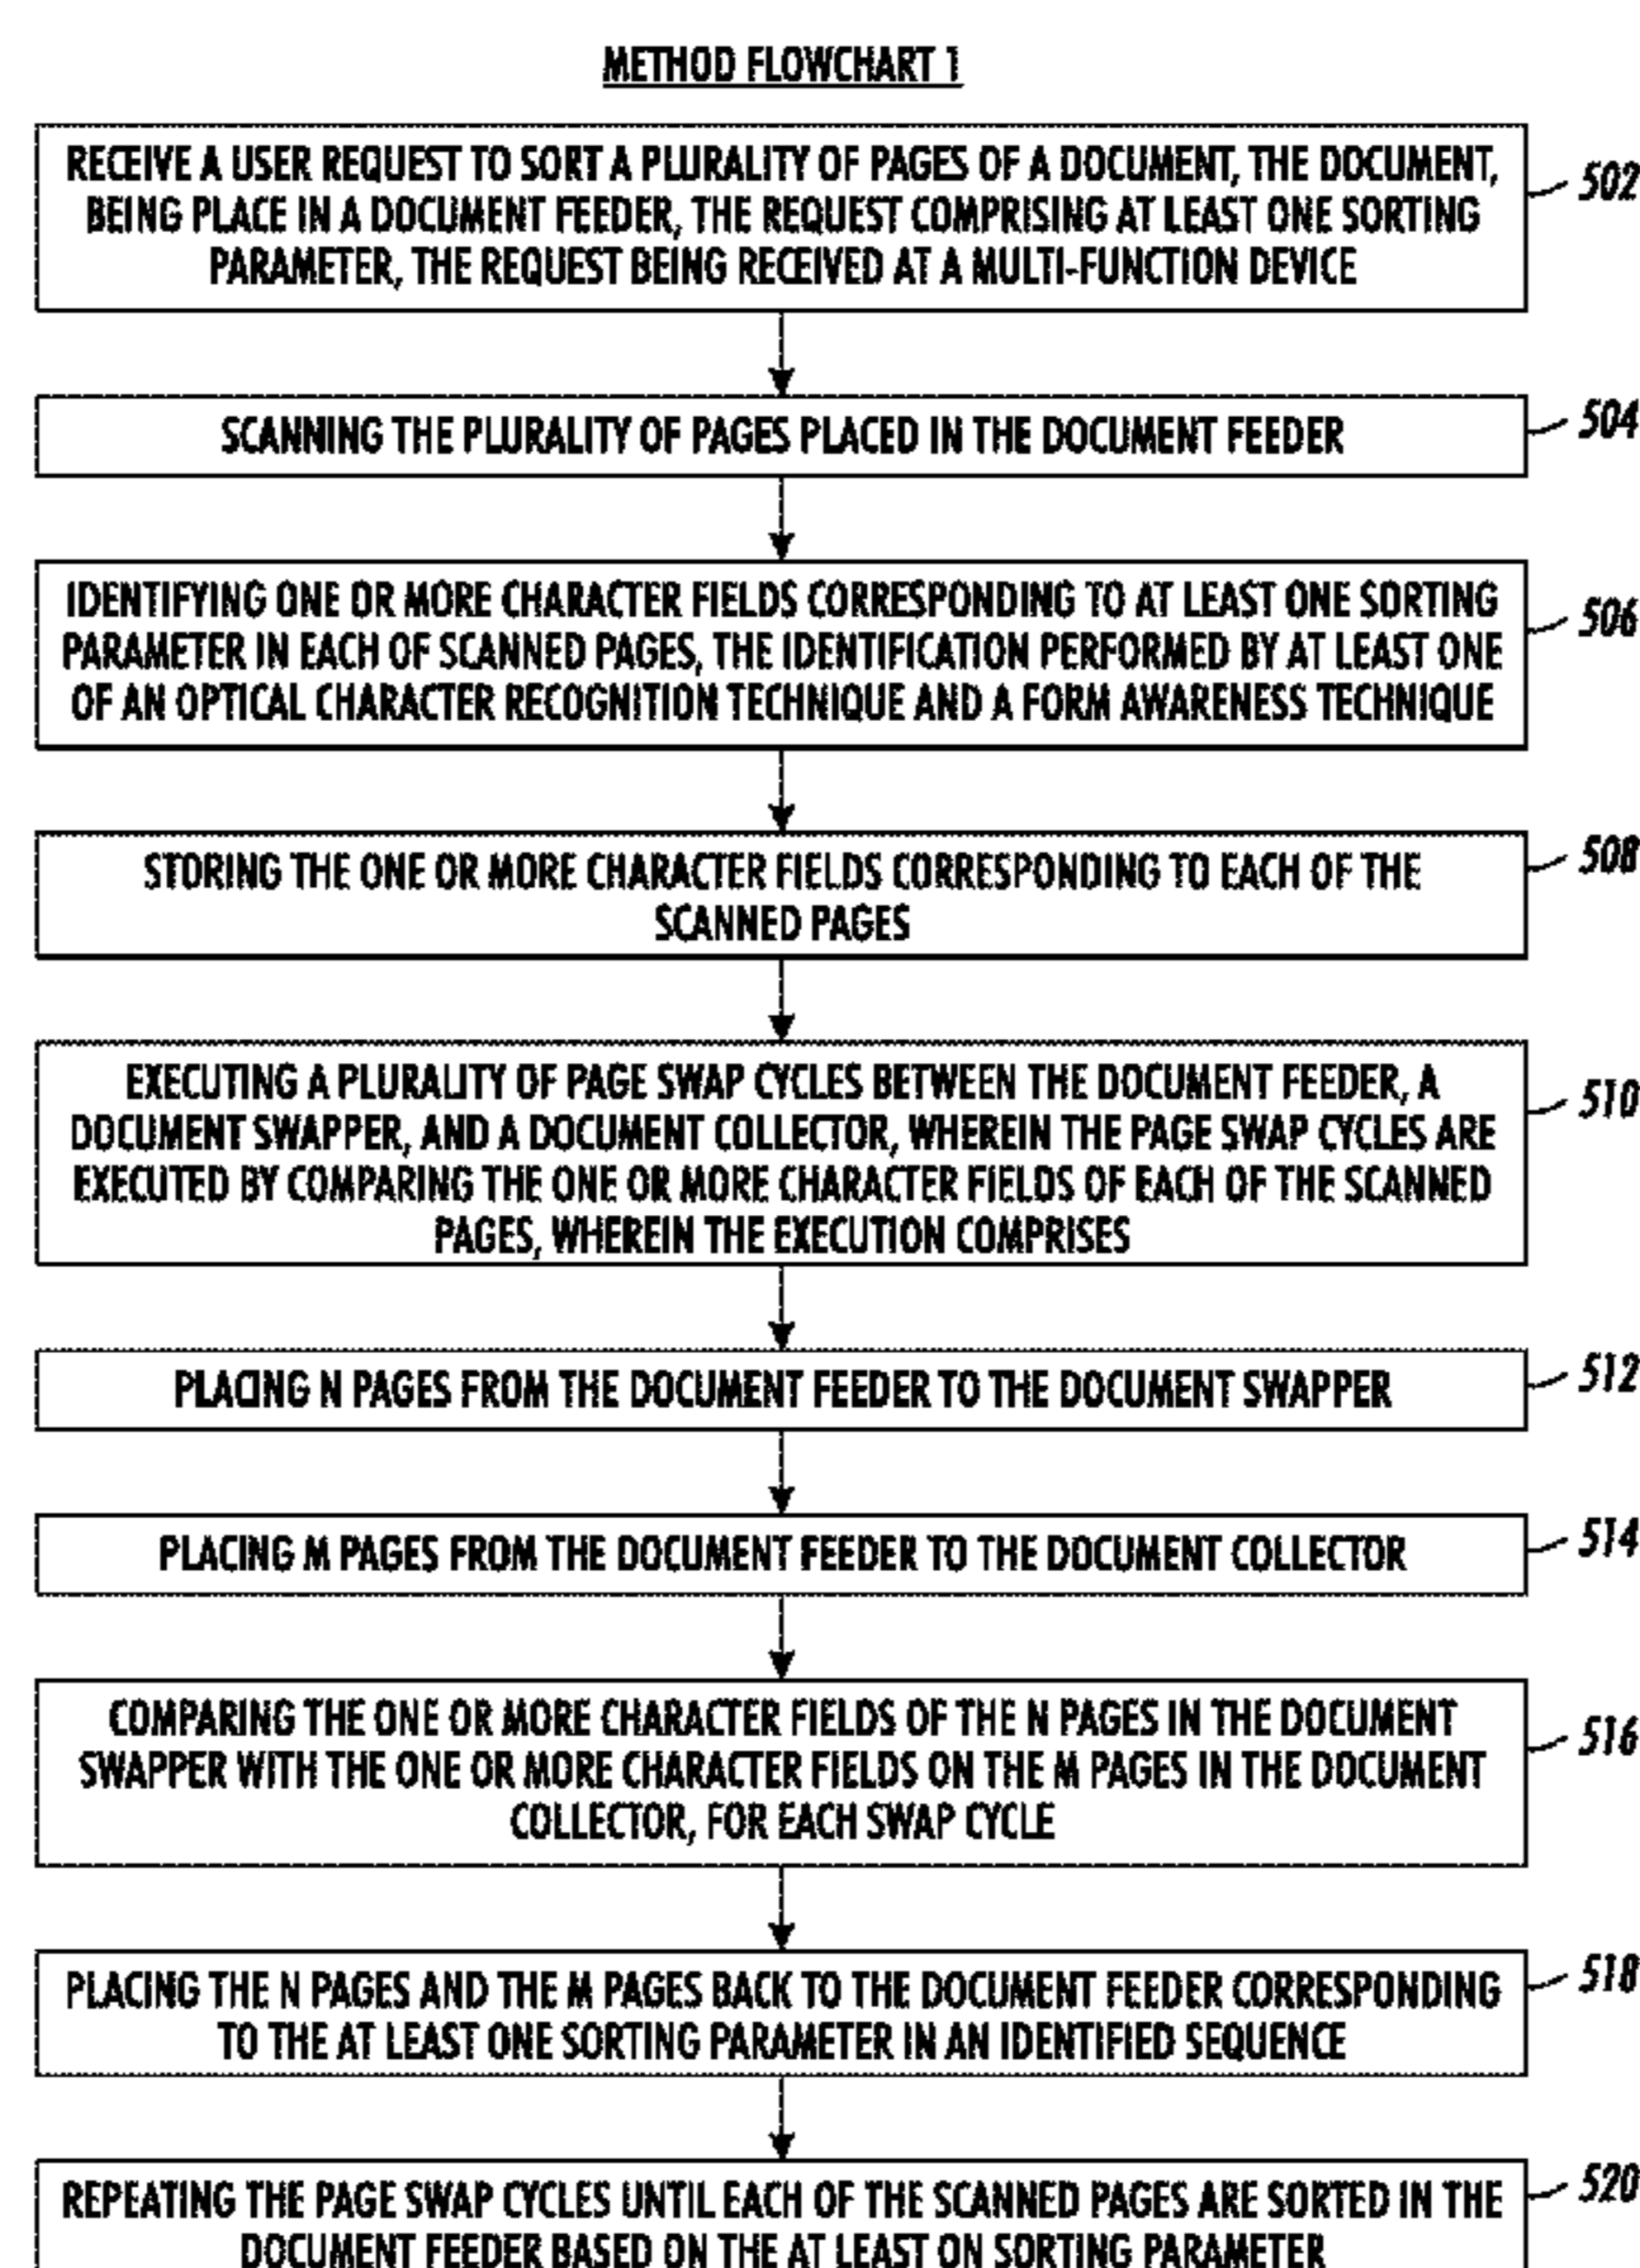 METHOD FLOWCHART 1
RECEIVE A USER REQUEST TO SORT A PLURALITY OF PAGES OF A DOCUMENT, THE DOCUMENT,
BEING PLACE IN A DOCUMENT FEEDER, THE REQUEST COMPRISING AT LEAST ONE SORTING
PARAMETER, THE REQUEST BEING RECEIVED AT A MULTI-FUNCTION DEVICE
502
SCANNING THE PLURALITY OF PAGES PLACED IN THE DOCUMENT FEEDER
504
IDENTIFYING ONE OR MORE CHARACTER FIELDS CORRESPONDING TO AT LEAST ONE SORTING
PARAMETER IN EACH OF SCANNED PAGES, THE IDENTIFICATION PERFORMED BY AT LEAST ONE
OF AN OPTICAL CHARACTER RECOGNITION TECHNIQUE AND A FORM AWARENESS TECHNIQUE
506
STORING THE ONE OR MORE CHARACTER FIELDS CORRESPONDING TO EACH OF THE
SCANNED PAGES
508
EXECUTING A PLURALITY OF PAGE SWAP CYCLES BETWEEN THE DOCUMENT FEEDER, A
DOCUMENT SWAPPER, AND A DOCUMENT COLLECTOR, WHEREIN THE PAGE SWAP CYCLES ARE
EXECUTED BY COMPARING THE ONE OR MORE CHARACTER FIELDS OF EACH OF THE SCANNED
PAGES, WHEREIN THE EXECUTION COMPRISES
510
PLACING N PAGES FROM THE DOCUMENT FEEDER TO THE DOCUMENT SWAPPER
512
PLACING M PAGES FROM THE DOCUMENT FEEDER TO THE DOCUMENT COLLECTOR
514
COMPARING THE ONE OR MORE CHARACTER FIELDS OF THE N PAGES IN THE DOCUMENT
SWAPPER WITH THE ONE OR MORE CHARACTER FIELDS ON THE M PAGES IN THE DOCUMENT
COLLECTOR, FOR EACH SWAP CYCLE
516
PLACING THE N PAGES AND THE M PAGES BACK TO THE DOCUMENT FEEDER CORRESPONDING
TO THE AT LEAST ONE SORTING PARAMETER IN AN IDENTIFIED SEQUENCE
518
REPEATING THE PAGE SWAP CYCLES UNTIL EACH OF THE SCANNED PAGES ARE SORTED IN THE
DOCUMENT FEEDER BASED ON THE AT LEAST ON SORTING PARAMETER
520